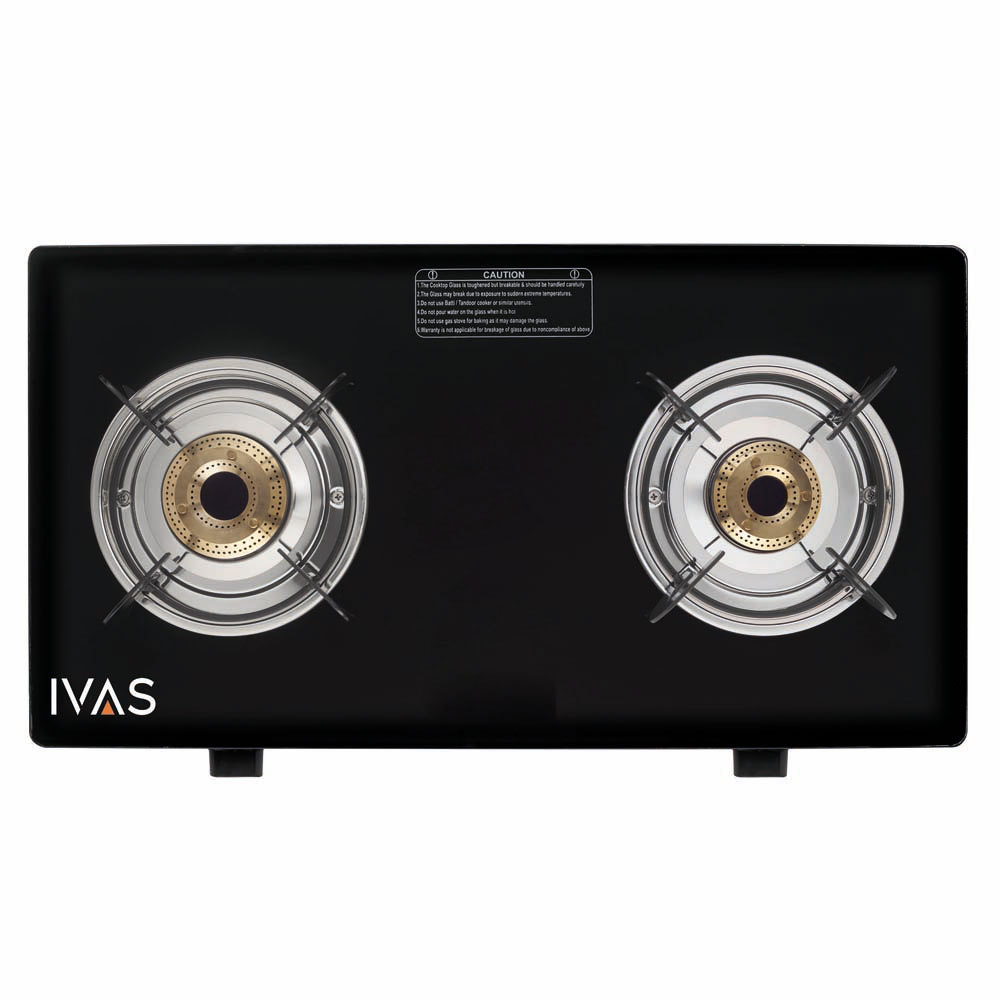 CAUTION
1.The Cooktop Glass is toughened but breakable & should be handled carefully
2.The Glass may break due to exposure to sudden extreme temperatures.
3.Do not use Batti / Tandoor cooker or similar utensils.
4.Do not pour water on the glass when it is hot
5.Do not use gas stove for baking as it may damage the glass.
6.Warranty is not applicable for breakage of glass due to noncomoliance of above
IVAS